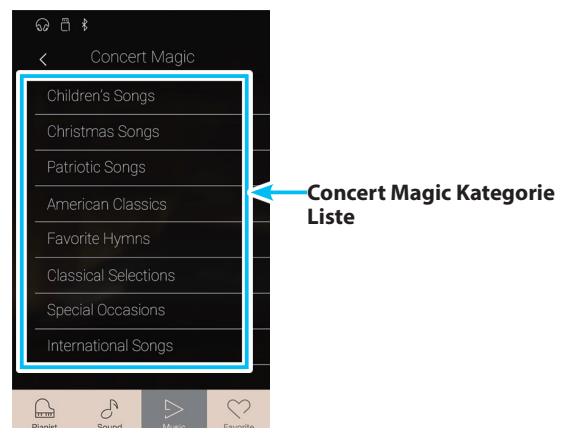 Concert Magic
Children's Songs
Christmas Songs
Patriotic Songs
American Classics
Favorite Hymns
Classical Selections
Special Occasions
International Songs
Concert Magic Kategorie
Liste
Pianist Sound Music Favorite